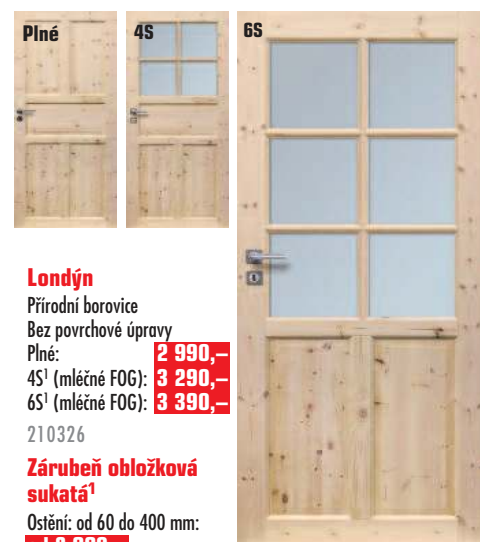 Plné
4S
6S
Londýn
Přírodní borovice
Bez povrchové úpravy
Plné: 2 990,–
4S¹ (mléčné FOG): 3 290,–
6S¹ (mléčné FOG): 3 390,–
210326
Zárubeň obložková
sukatá¹
Ostění: od 60 do 400 mm: